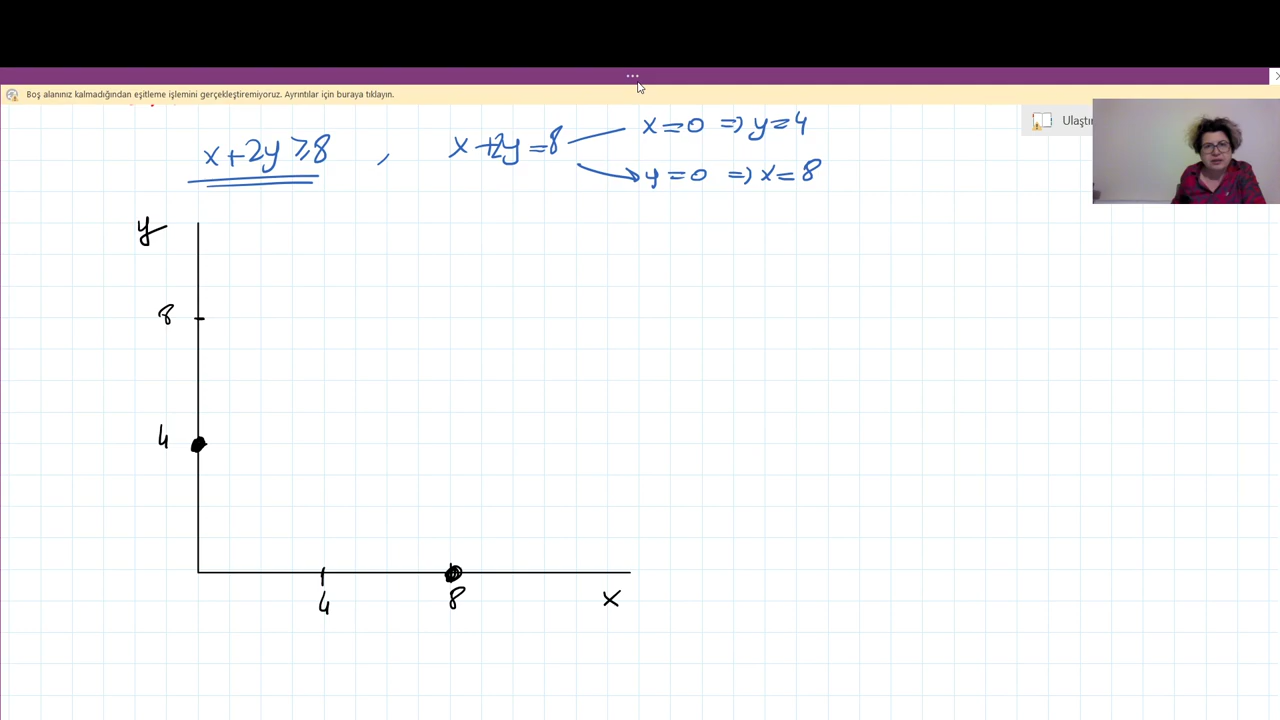 Boş alanınız kalmadığından eşitleme işlemini gerçekleştiremiyoruz. Ayrıntılar için buraya tıklayın.
Ulaştır
x+2y ≥ 8 , x+2y=8 x=0 ⇒ y=4
y=0 ⇒ x=8
y
8
4
4 8 x